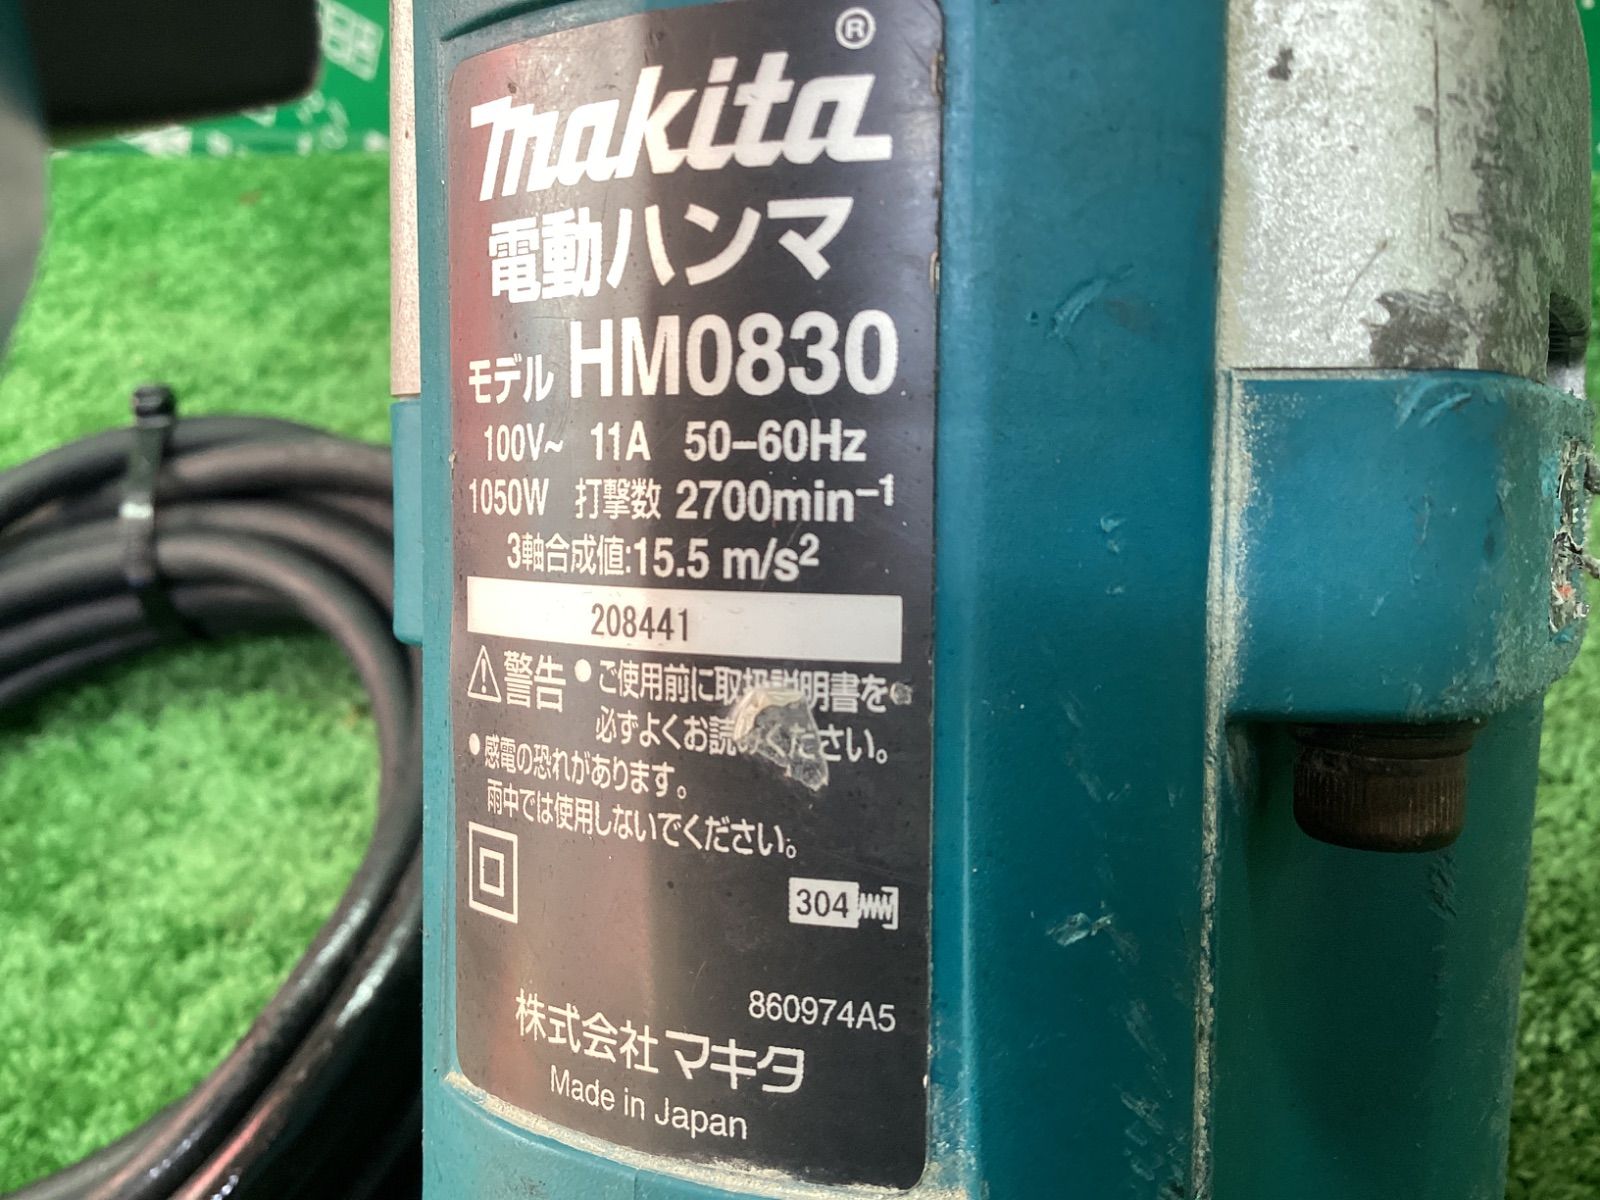 makita®
電動ハンマ
モデル HM0830
100V~ 11A 50-60Hz
1050W 打撃数 2700min⁻¹
3軸合成値:15.5 m/s²
208441
警告 ●ご使用前に取扱説明書を
必ずよくお読みください。
●感電の恐れがあります。
雨中では使用しないでください。
304
860974A5
株式会社 マキタ
Made in Japan